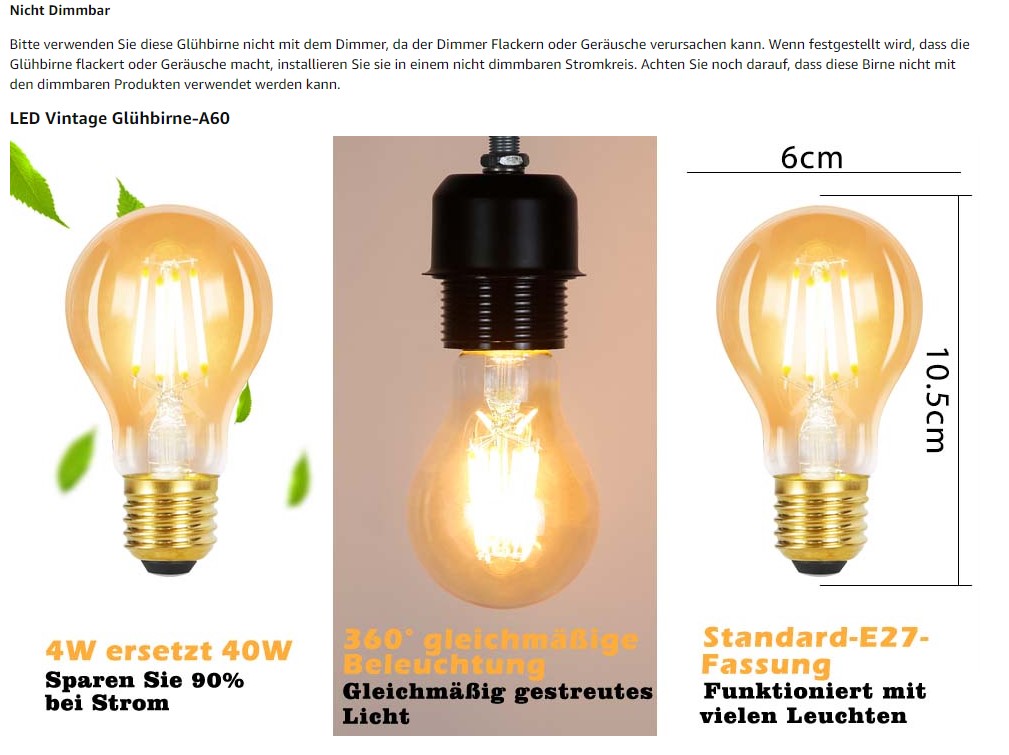 Nicht Dimmbar
Bitte verwenden Sie diese Glühbirne nicht mit dem Dimmer, da der Dimmer Flackern oder Geräusche verursachen kann. Wenn festgestellt wird, dass die
Glühbirne flackert oder Geräusche macht, installieren Sie sie in einem nicht dimmbaren Stromkreis. Achten Sie noch darauf, dass diese Birne nicht mit
den dimmbaren Produkten verwendet werden kann.
LED Vintage Glühbirne-A60
6cm
10.5cm
4W ersetzt 40W
Sparen Sie 90%
bei Strom
360° gleichmäßige
Beleuchtung
Gleichmäßig gestreutes
Licht
Standard-E27-
Fassung
Funktioniert mit
vielen Leuchten